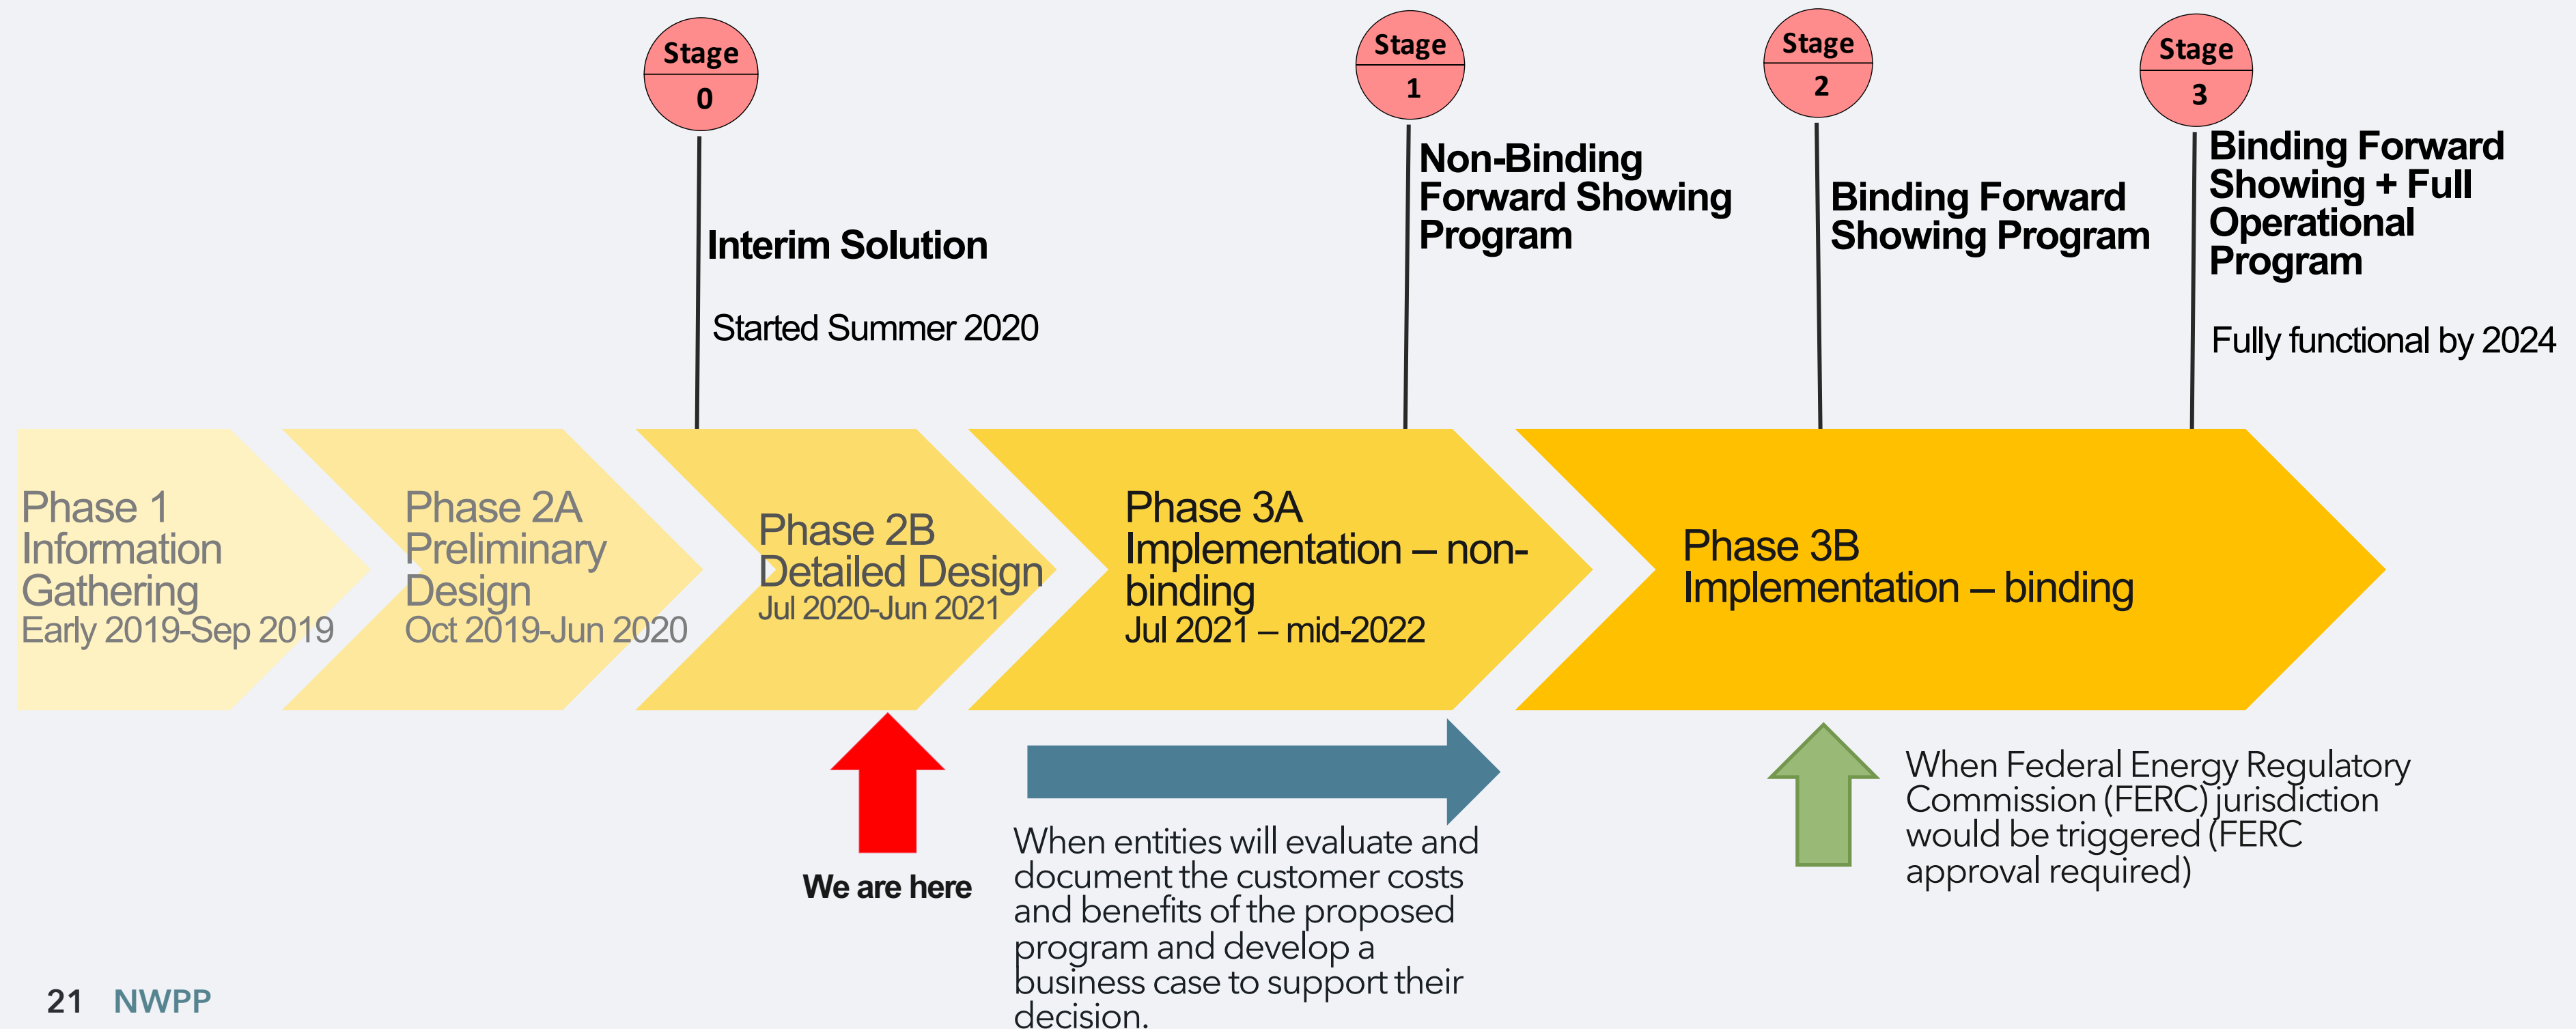 Stage
0
Stage
1
Stage
2
Stage
3
Interim Solution
Started Summer 2020
Non-Binding
Forward Showing
Program
Binding Forward
Showing Program
Binding Forward
Showing + Full
Operational
Program
Fully functional by 2024
Phase 1
Information
Gathering
Early 2019-Sep 2019
Phase 2A
Preliminary
Design
Oct 2019-Jun 2020
Phase 2B
Detailed Design
Jul 2020-Jun 2021
Phase 3A
Implementation – non-
binding
Jul 2021 – mid-2022
Phase 3B
Implementation – binding
We are here
When entities will evaluate and
document the customer costs
and benefits of the proposed
program and develop a
business case to support their
decision.
When Federal Energy Regulatory
Commission (FERC) jurisdiction
would be triggered (FERC
approval required)
21 NWPP